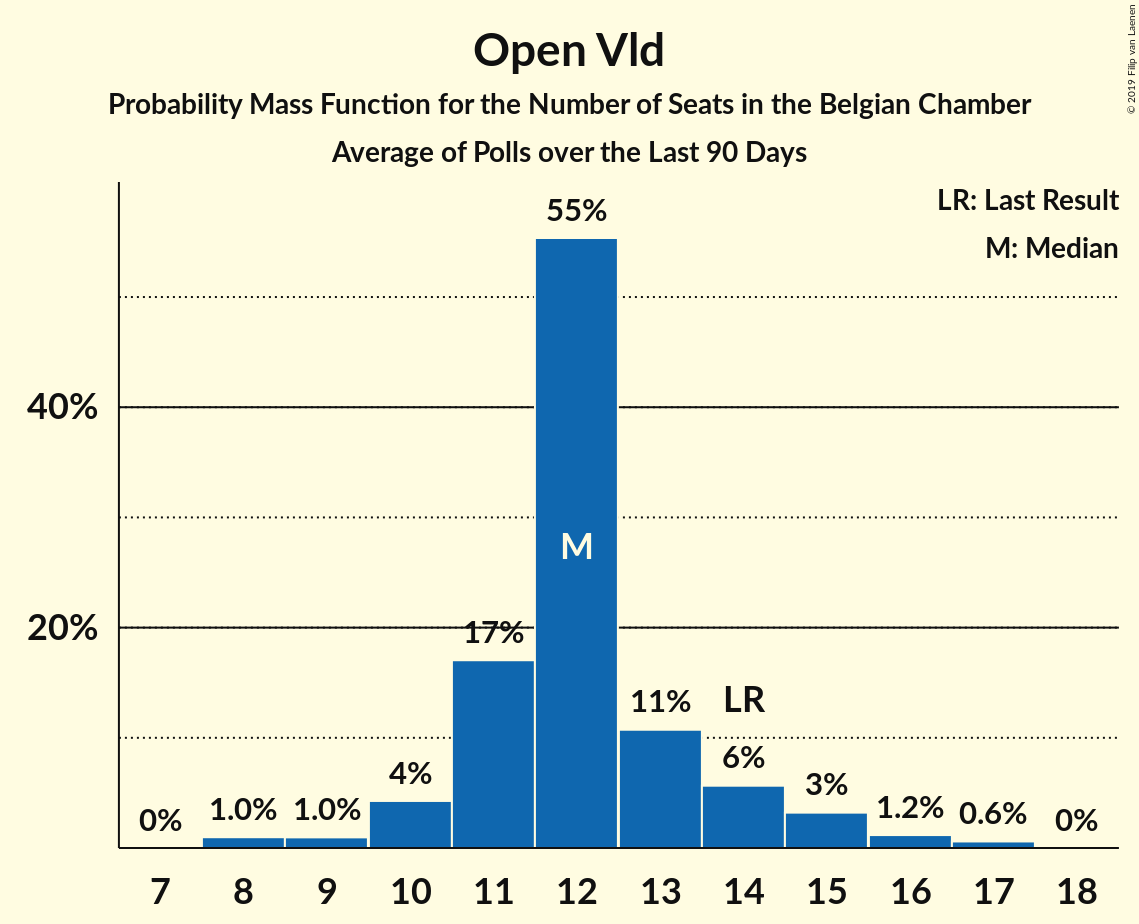 Open Vld
Probability Mass Function for the Number of Seats in the Belgian Chamber
Average of Polls over the Last 90 Days
© 2019 Filip van Laenen
LR: Last Result
M: Median
55%
40%
M
20%
17%
11%
LR
6%
4%
3%
0%
1.0%
1.0%
1.2%
0.6%
0%
7 8 9 10 11 12 13 14 15 16 17 18